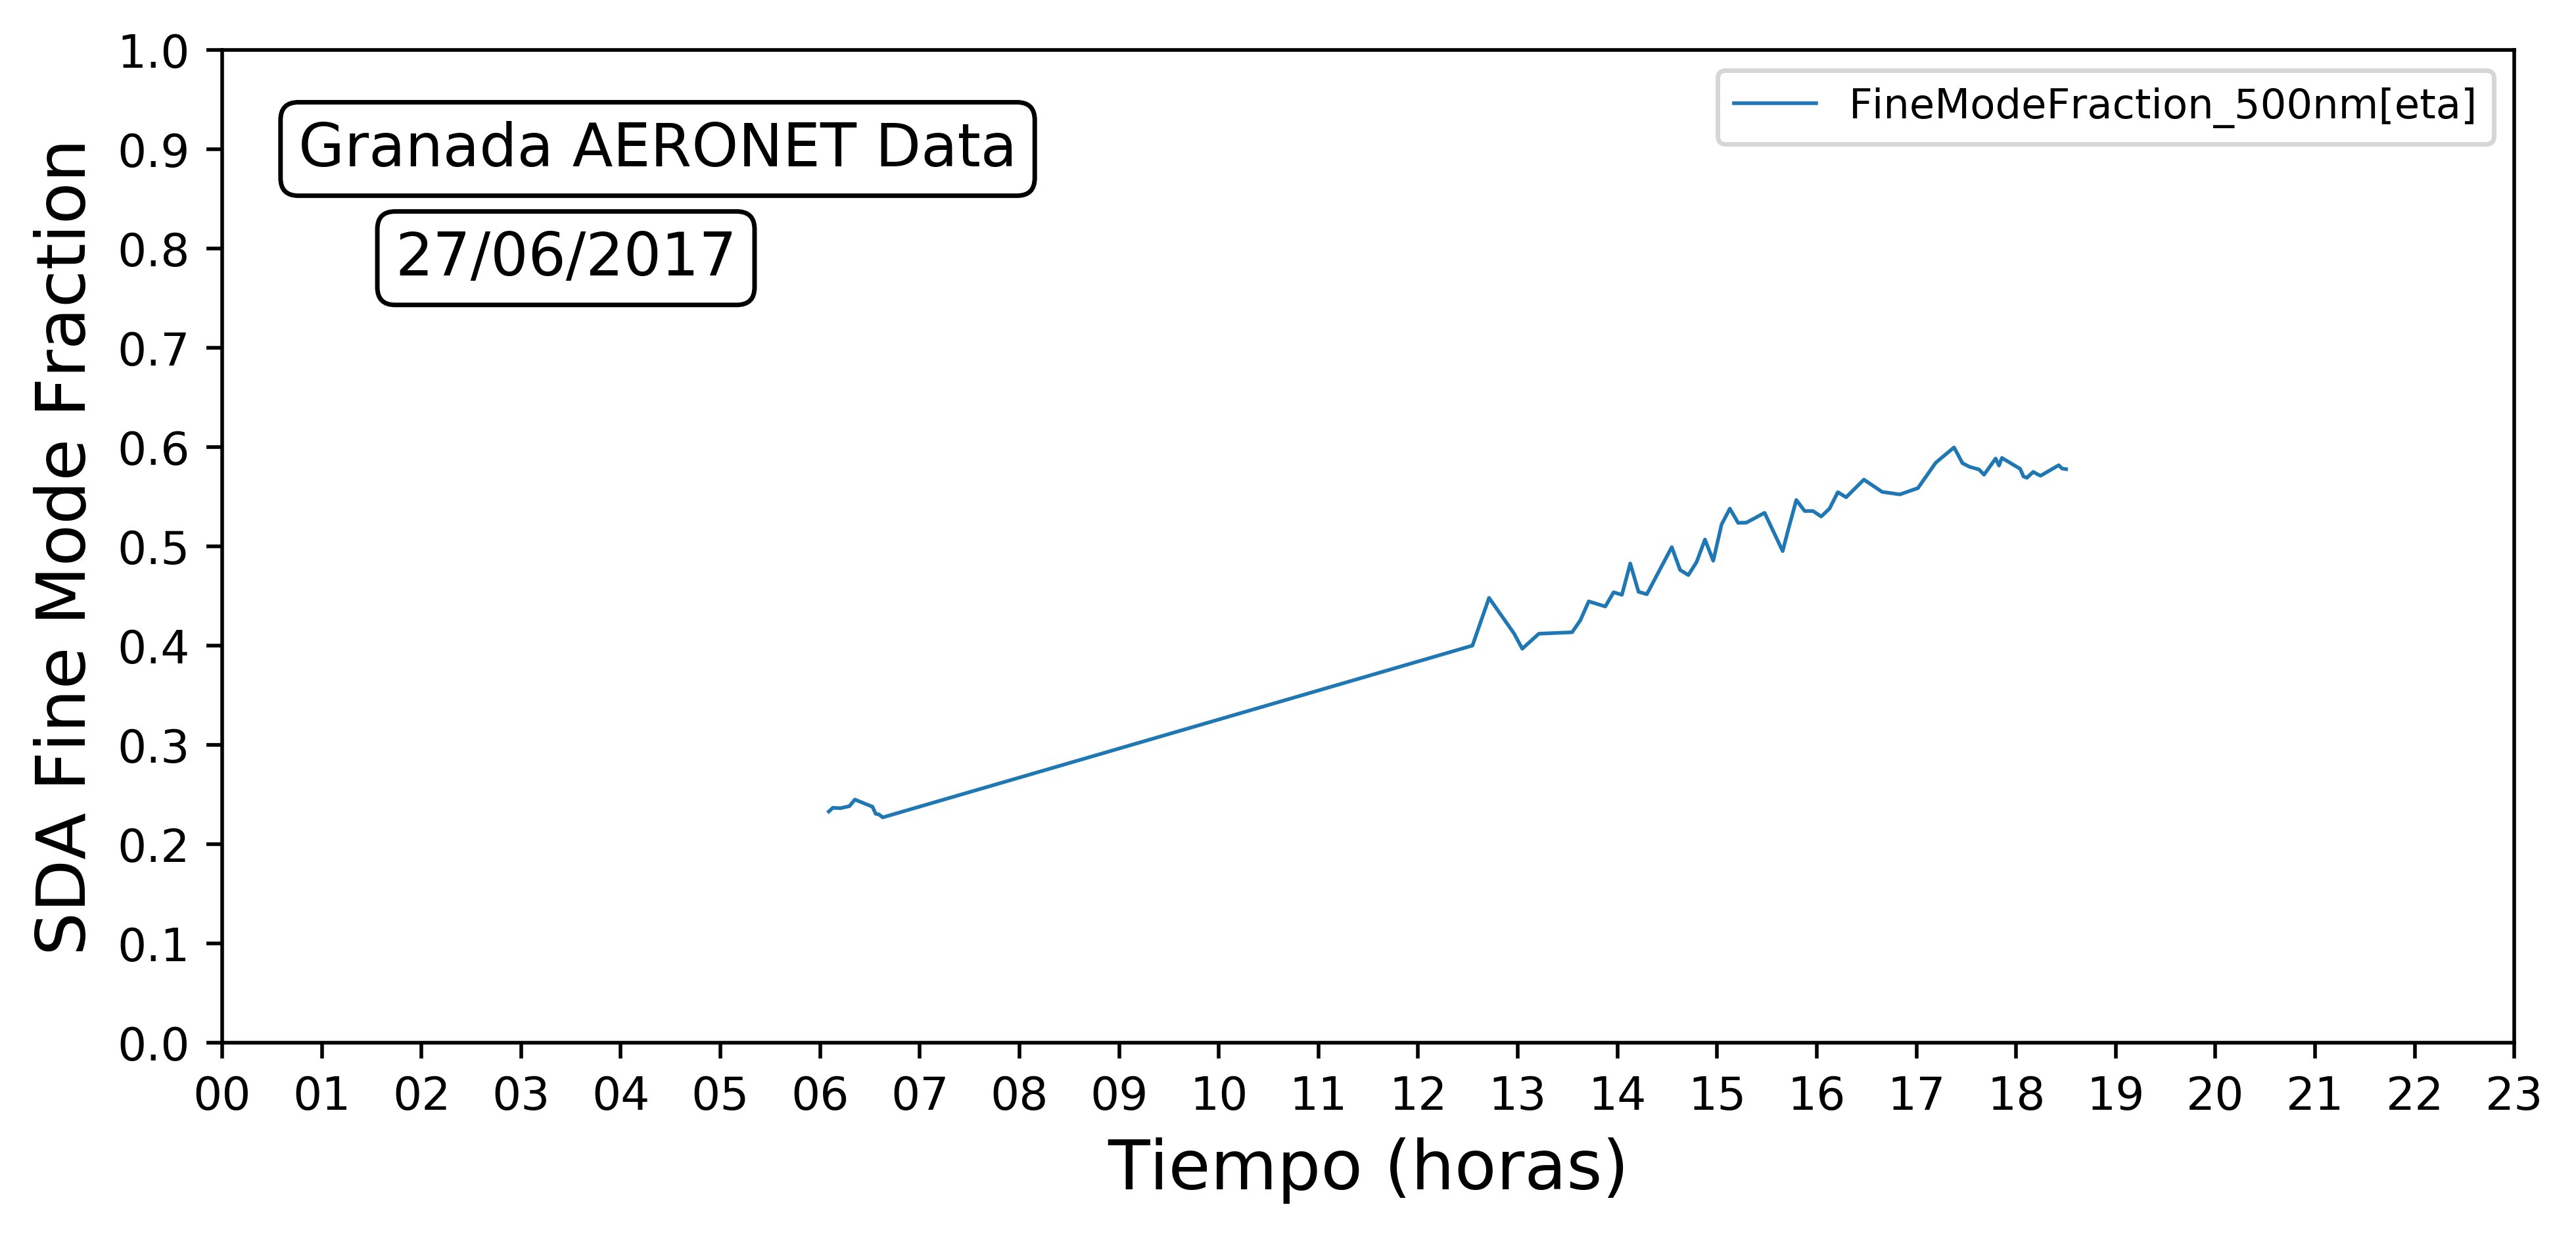 Granada AERONET Data
27/06/2017
FineModeFraction_500nm[eta]
SDA Fine Mode Fraction
1.0
0.9
0.8
0.7
0.6
0.5
0.4
0.3
0.2
0.1
0.0
00 01 02 03 04 05 06 07 08 09 10 11 12 13 14 15 16 17 18 19 20 21 22 23
Tiempo (horas)